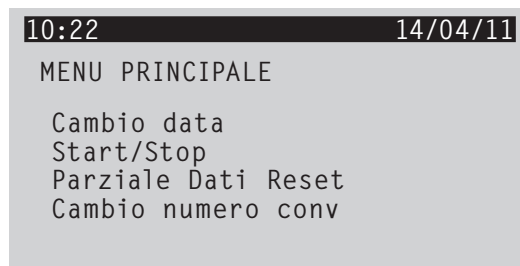 10:22 14/04/11
MENU PRINCIPALE
Cambio data
Start/Stop
Parziale Dati Reset
Cambio numero conv